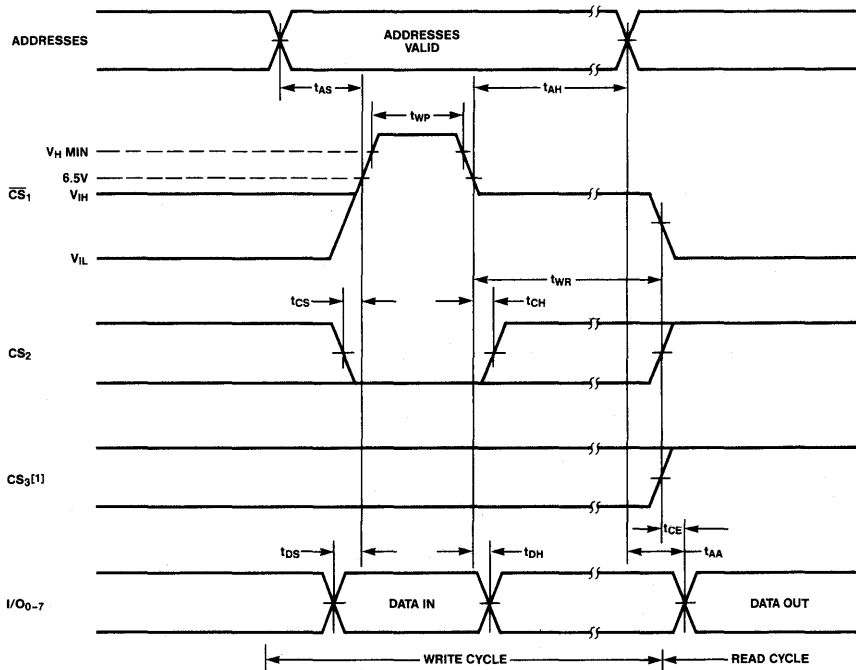 ADDRESSES
ADDRESSES
VALID
tAS
tAH
tWP
VH MIN
6.5V
CS1
VIH
VIL
tWR
tCS
tCH
CS2
CS3[1]
tCE
tDS
tDH
tAA
I/O0–7
DATA IN
DATA OUT
WRITE CYCLE
READ CYCLE